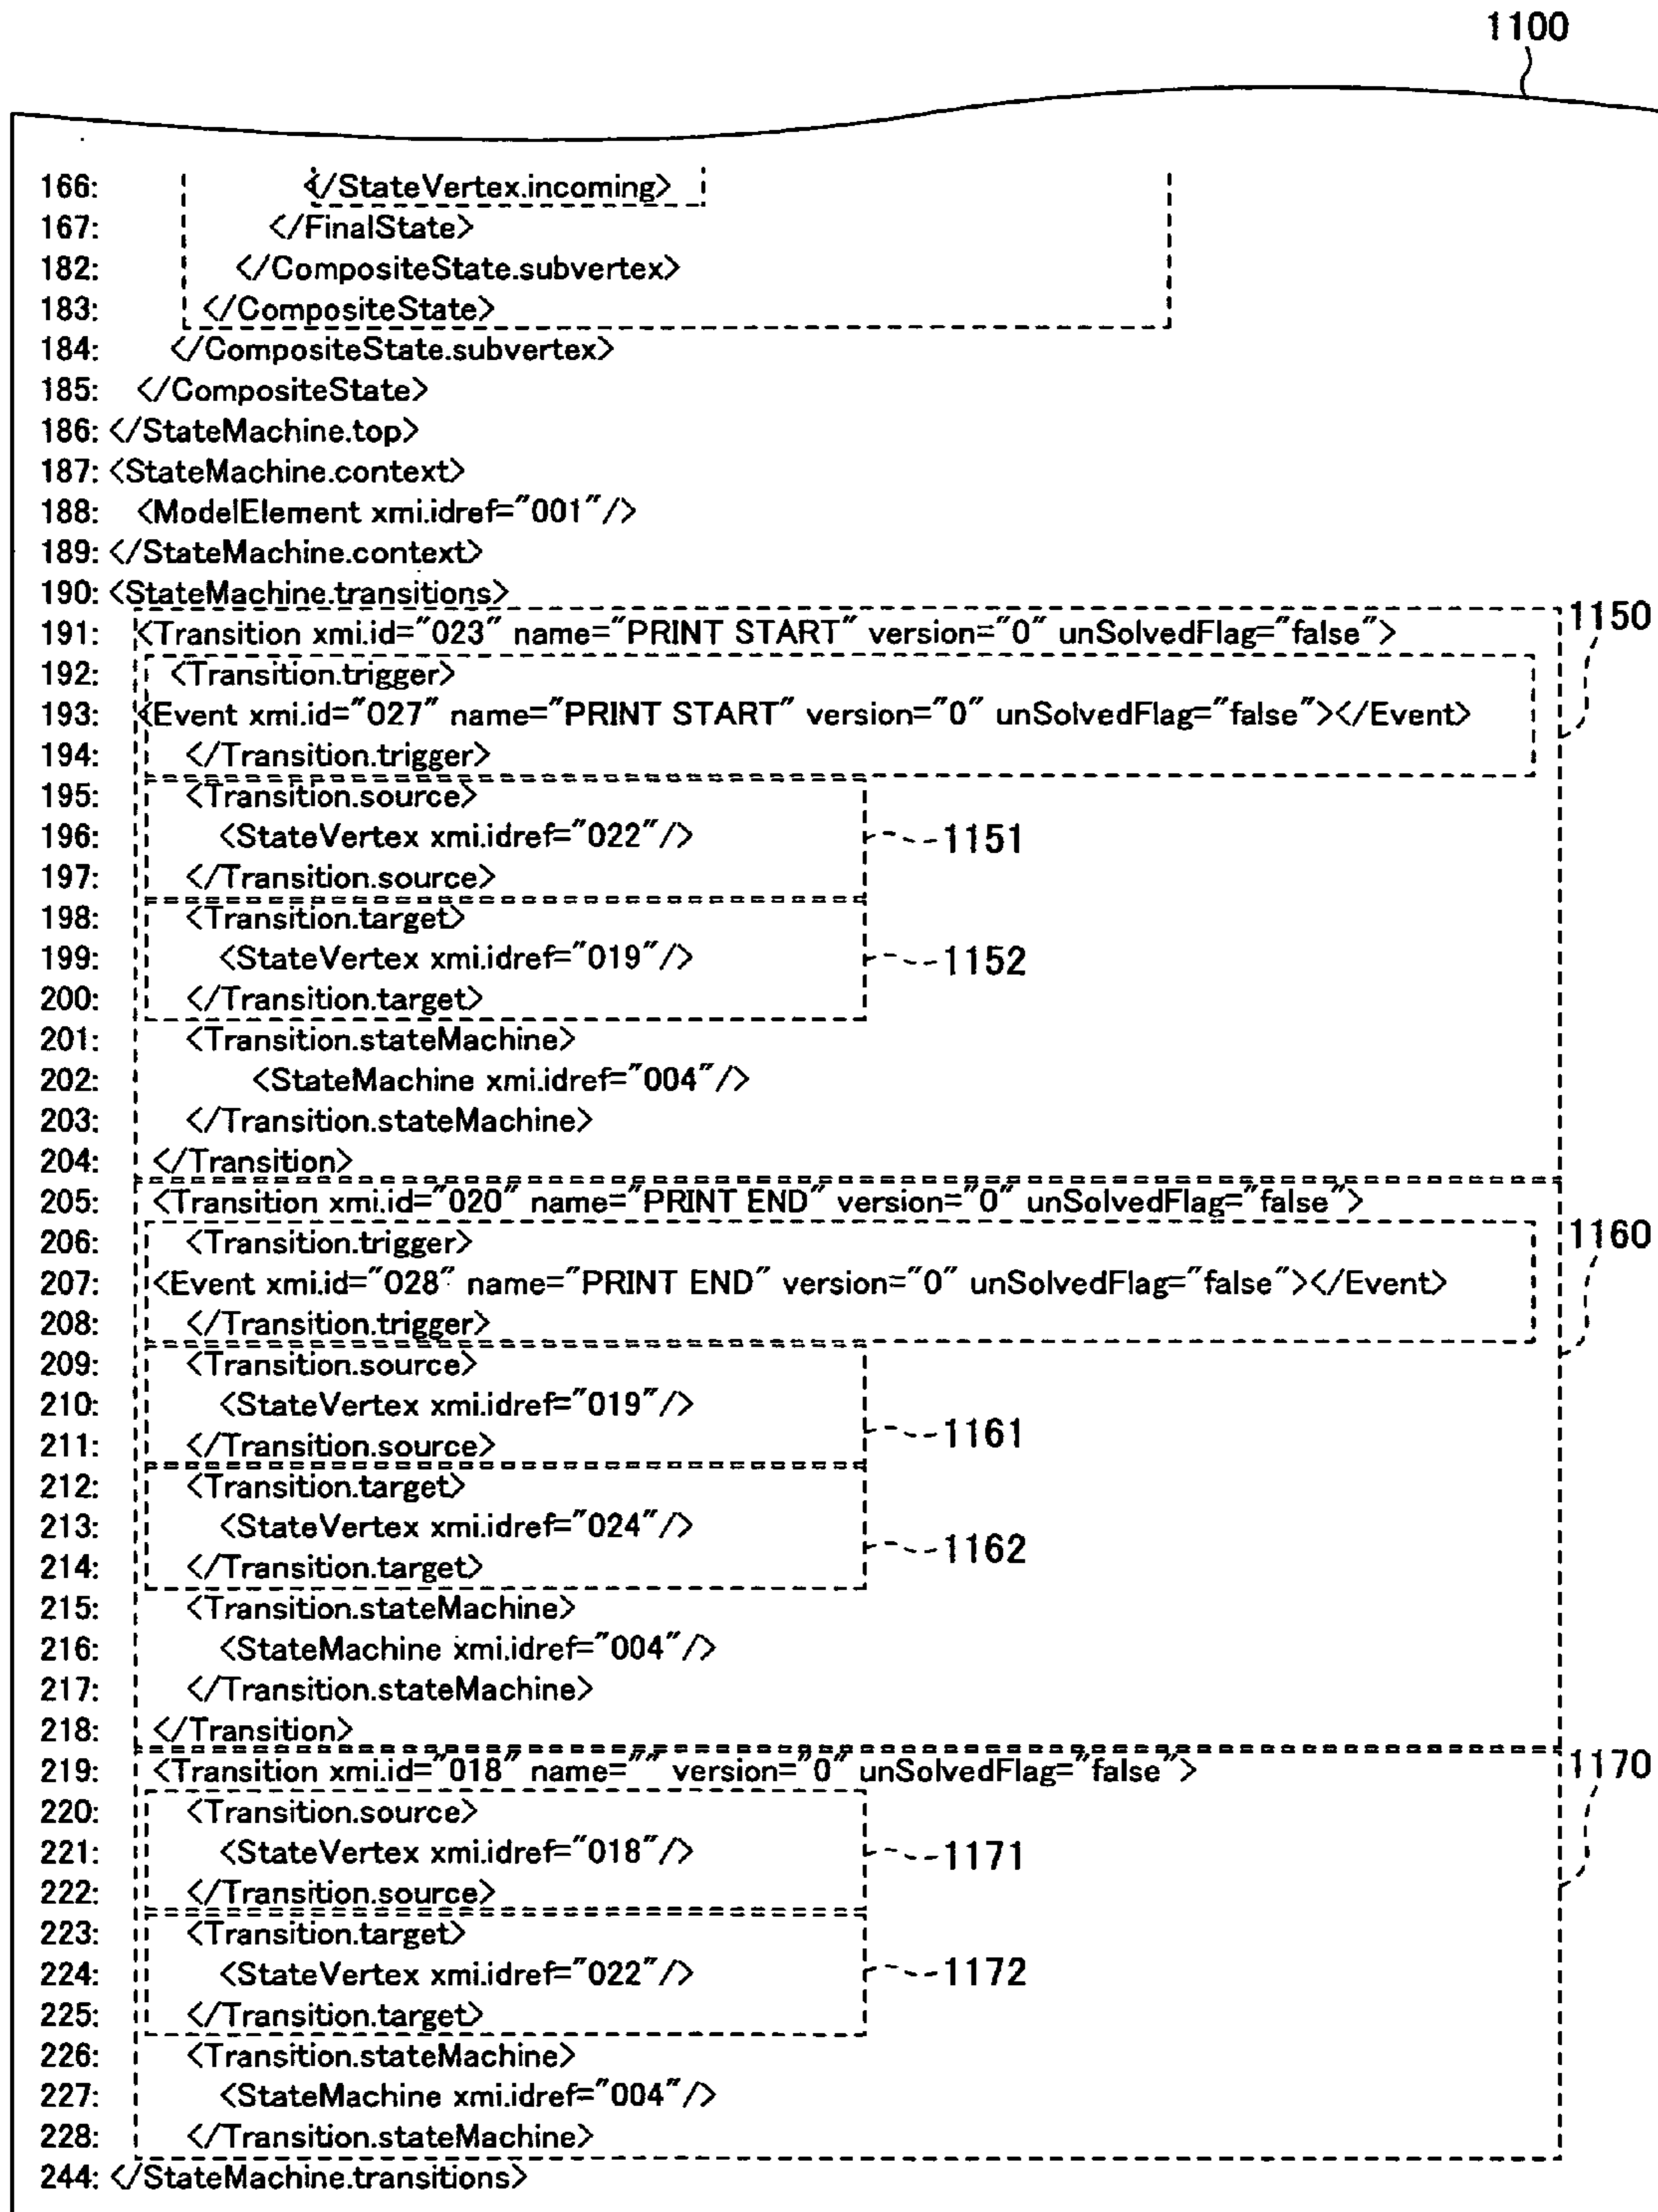 1100
166: </StateVertex.incoming>
167: </FinalState>
182: </CompositeState.subvertex>
183: </CompositeState>
184: </CompositeState.subvertex>
185: </CompositeState>
186: </StateMachine.top>
187: <StateMachine.context>
188: <ModelElement xmi.idref="001"/>
189: </StateMachine.context>
190: <StateMachine.transitions>
191: <Transition xmi.id="023" name="PRINT START" version="0" unSolvedFlag="false"> 1150
192: <Transition.trigger>
193: <Event xmi.id="027" name="PRINT START" version="0" unSolvedFlag="false"></Event>
194: </Transition.trigger>
195: <Transition.source>
196: <StateVertex xmi.idref="022"/> 1151
197: </Transition.source>
198: <Transition.target>
199: <StateVertex xmi.idref="019"/> 1152
200: </Transition.target>
201: <Transition.stateMachine>
202: <StateMachine xmi.idref="004"/>
203: </Transition.stateMachine>
204: </Transition>
205: <Transition xmi.id="020" name="PRINT END" version="0" unSolvedFlag="false">
206: <Transition.trigger> 1160
207: <Event xmi.id="028" name="PRINT END" version="0" unSolvedFlag="false"></Event>
208: </Transition.trigger>
209: <Transition.source>
210: <StateVertex xmi.idref="019"/>
211: </Transition.source> 1161
212: <Transition.target>
213: <StateVertex xmi.idref="024"/>
214: </Transition.target> 1162
215: <Transition.stateMachine>
216: <StateMachine xmi.idref="004"/>
217: </Transition.stateMachine>
218: </Transition>
219: <Transition xmi.id="018" name="" version="0" unSolvedFlag="false"> 1170
220: <Transition.source>
221: <StateVertex xmi.idref="018"/> 1171
222: </Transition.source>
223: <Transition.target>
224: <StateVertex xmi.idref="022"/> 1172
225: </Transition.target>
226: <Transition.stateMachine>
227: <StateMachine xmi.idref="004"/>
228: </Transition.stateMachine>
244: </StateMachine.transitions>